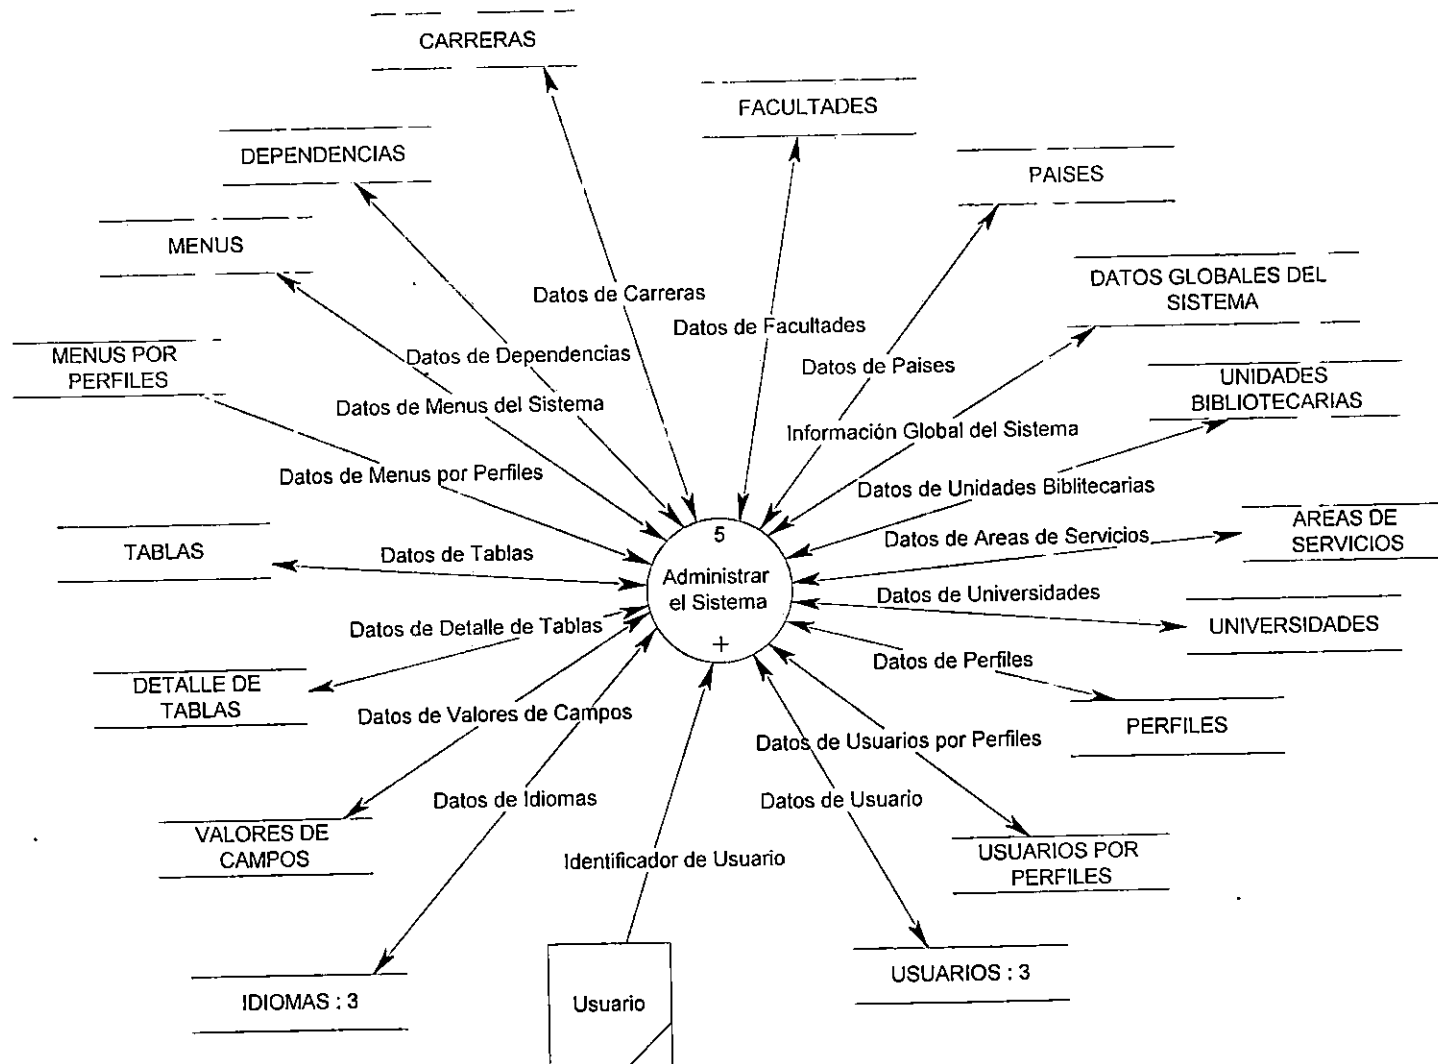 CARRERAS
FACULTADES
DEPENDENCIAS
PAISES
MENUS
DATOS GLOBALES DEL
SISTEMA
Datos de Carreras
Datos de Facultades
MENUS POR
PERFILES
Datos de Dependencias
Datos de Paises
UNIDADES
BIBLIOTECARIAS
Datos de Menus del Sistema
Información Global del Sistema
Datos de Menus por Perfiles
Datos de Unidades Biblitecarias
AREAS DE
SERVICIOS
TABLAS
Datos de Tablas
5
Administrar
el Sistema
+
Datos de Areas de Servicios
Datos de Universidades
UNIVERSIDADES
Datos de Detalle de Tablas
Datos de Perfiles
DETALLE DE
TABLAS
Datos de Valores de Campos
PERFILES
Datos de Usuarios por Perfiles
Datos de Idiomas
Datos de Usuario
VALORES DE
CAMPOS
Identificador de Usuario
USUARIOS POR
PERFILES
IDIOMAS : 3
Usuario
USUARIOS : 3